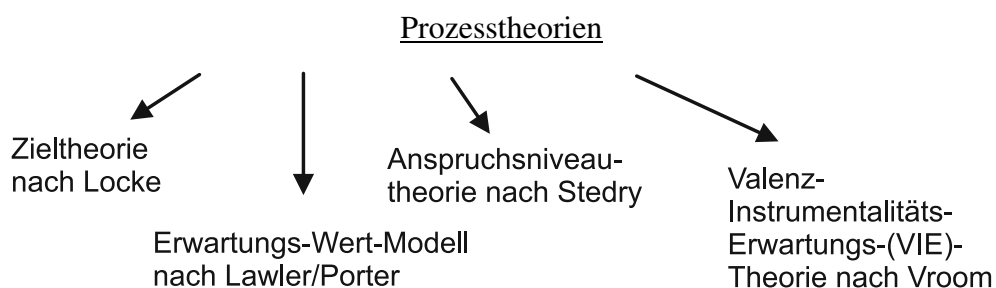 Prozesstheorien
Zieltheorie
nach Locke
Erwartungs-Wert-Modell
nach Lawler/Porter
Anspruchsniveau-
theorie nach Stedry
Valenz-
Instrumentalitäts-
Erwartungs-(VIE)-
Theorie nach Vroom